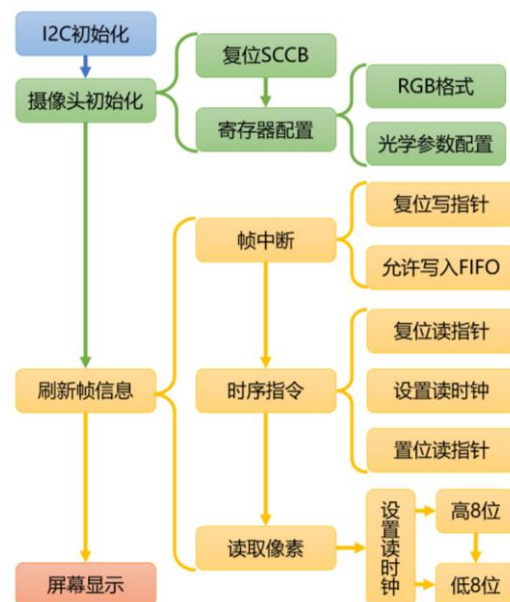 I2C初始化
摄像头初始化
复位SCCB
寄存器配置
RGB格式
光学参数配置
刷新帧信息
帧中断
复位写指针
允许写入FIFO
时序指令
复位读指针
设置读时钟
置位读指针
读取像素
设置读时钟
高8位
低8位
屏幕显示